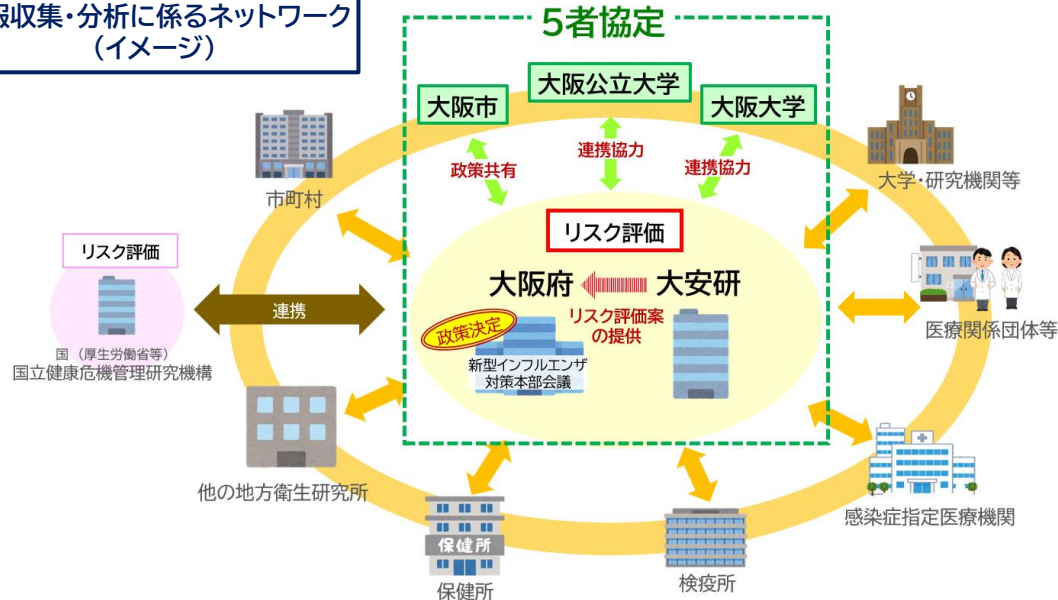 報収集・分析に係るネットワーク
(イメージ)
5者協定
大阪市
大阪公立大学
大阪大学
政策共有
連携協力
連携協力
市町村
大学・研究機関等
リスク評価
リスク評価
大阪府
大安研
リスク評価案
の提供
政策決定
新型インフルエンザ
対策本部会議
連携
国(厚生労働省等)
国立健康危機管理研究機構
医療関係団体等
他の地方衛生研究所
感染症指定医療機関
保健所
保健所
検疫所